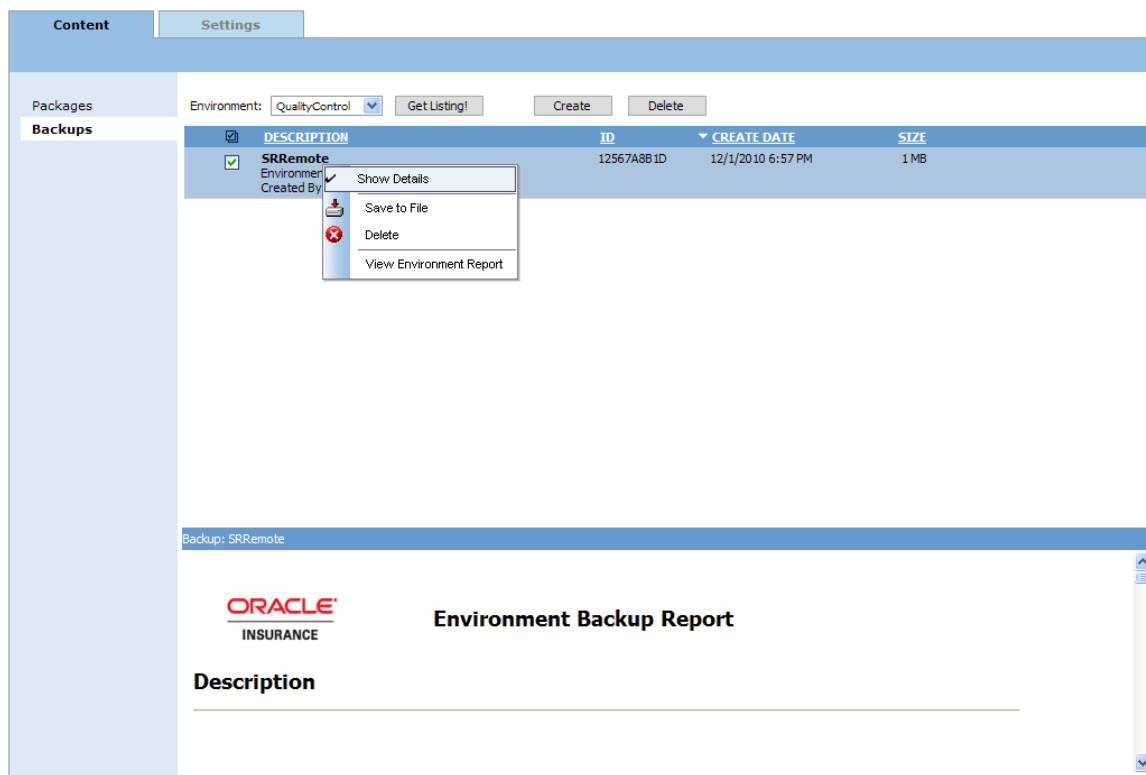 Content
Settings
Packages
Backups
Environment: QualityControl Get Listing! Create Delete
DESCRIPTION ID CREATE DATE SIZE
SRRemote 12567A8B1D 12/1/2010 6:57 PM 1 MB
Created By
Show Details
Save to File
Delete
View Environment Report
Backup: SRRemote
ORACLE
INSURANCE
Environment Backup Report
Description